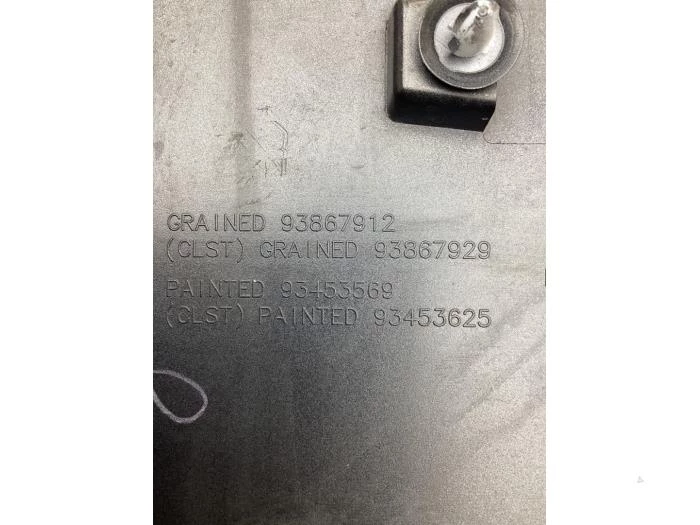 GRAINED 93867912
(CLST) GRAINED 93867929
PAINTED 93453569
(CLST) PAINTED 93453625